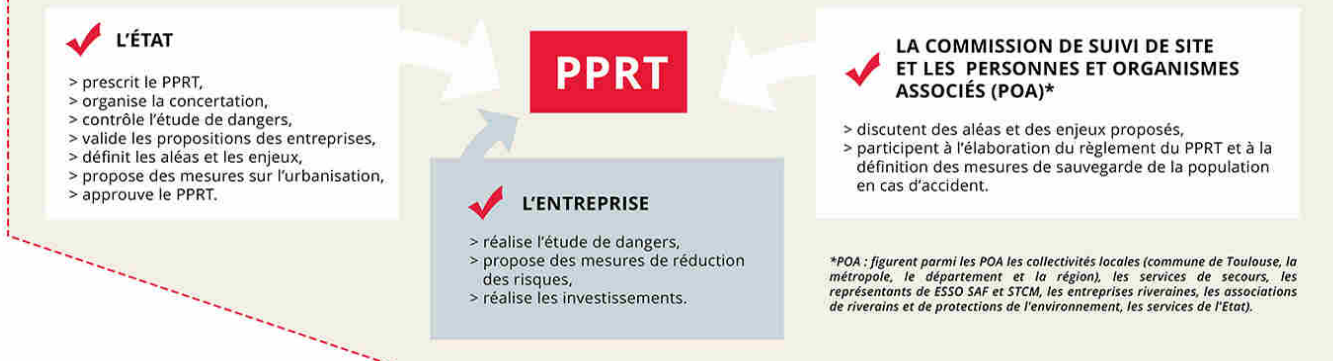 L'ÉTAT
> prescrit le PPRT,
> organise la concertation,
> contrôle l'étude de dangers,
> valide les propositions des entreprises,
> définit les aléas et les enjeux,
> propose des mesures sur l'urbanisation,
> approuve le PPRT.
PPRT
L'ENTREPRISE
> réalise l'étude de dangers,
> propose des mesures de réduction
des risques,
> réalise les investissements.
LA COMMISSION DE SUIVI DE SITE
ET LES PERSONNES ET ORGANISMES
ASSOCIÉS (POA)*
> discutent des aléas et des enjeux proposés,
> participent à l'élaboration du règlement du PPRT et à la
définition des mesures de sauvegarde de la population
en cas d'accident.
*POA : figurent parmi les POA les collectivités locales (commune de Toulouse, la
métropole, le département et la région), les services de secours, les
représentants de ESSO SAF et STCM, les entreprises riveraines, les associations
de riverains et de protections de l'environnement, les services de l'Etat).